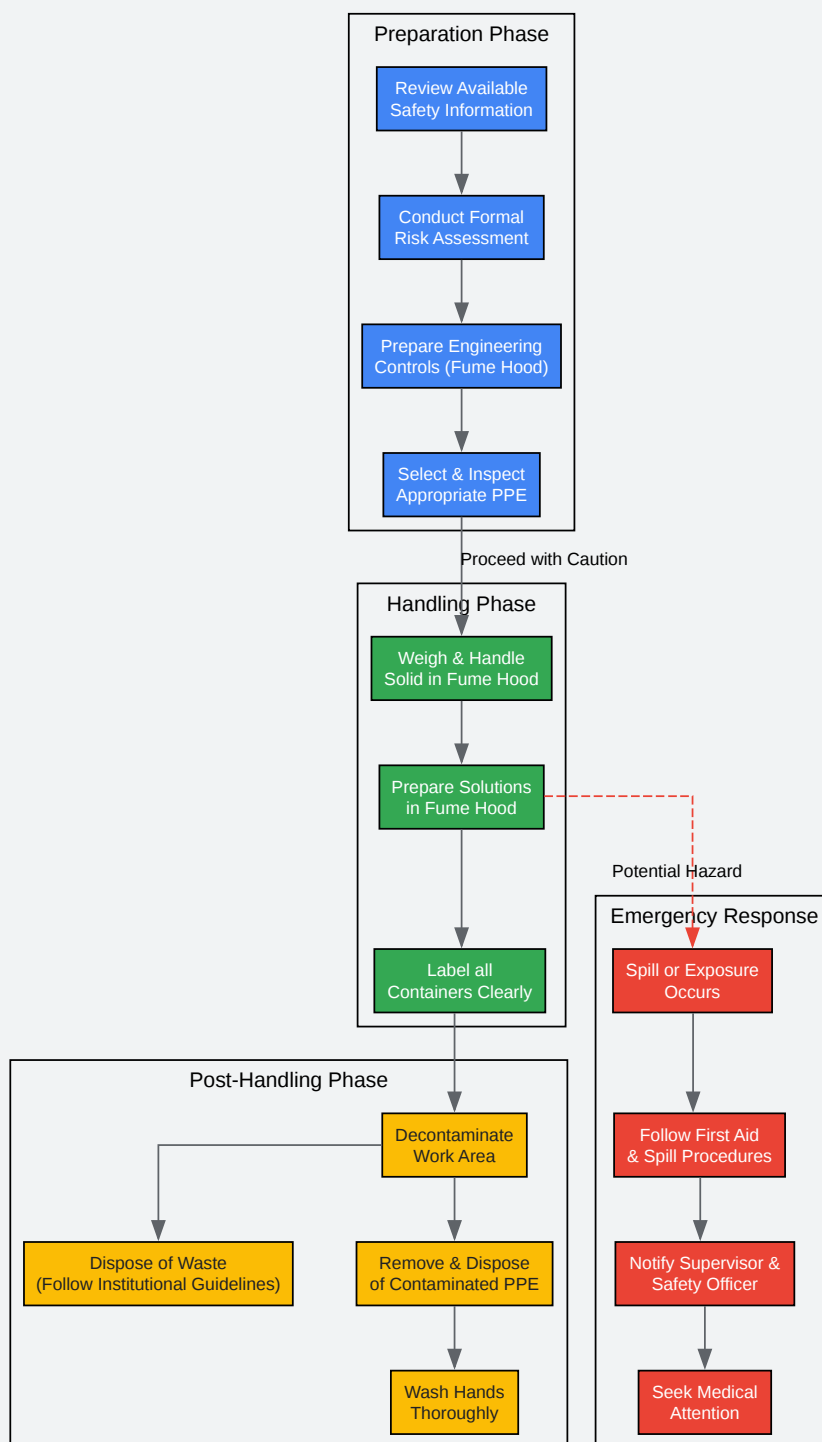 Preparation Phase
Review Available
Safety Information
Conduct Formal
Risk Assessment
Prepare Engineering
Controls (Fume Hood)
Select & Inspect
Appropriate PPE
Proceed with Caution
Handling Phase
Weigh & Handle
Solid in Fume Hood
Prepare Solutions
in Fume Hood
Label all
Containers Clearly
Potential Hazard
Emergency Response
Spill or Exposure
Occurs
Follow First Aid
& Spill Procedures
Notify Supervisor &
Safety Officer
Seek Medical
Attention
Post-Handling Phase
Decontaminate
Work Area
Dispose of Waste
(Follow Institutional Guidelines)
Remove & Dispose
of Contaminated PPE
Wash Hands
Thoroughly